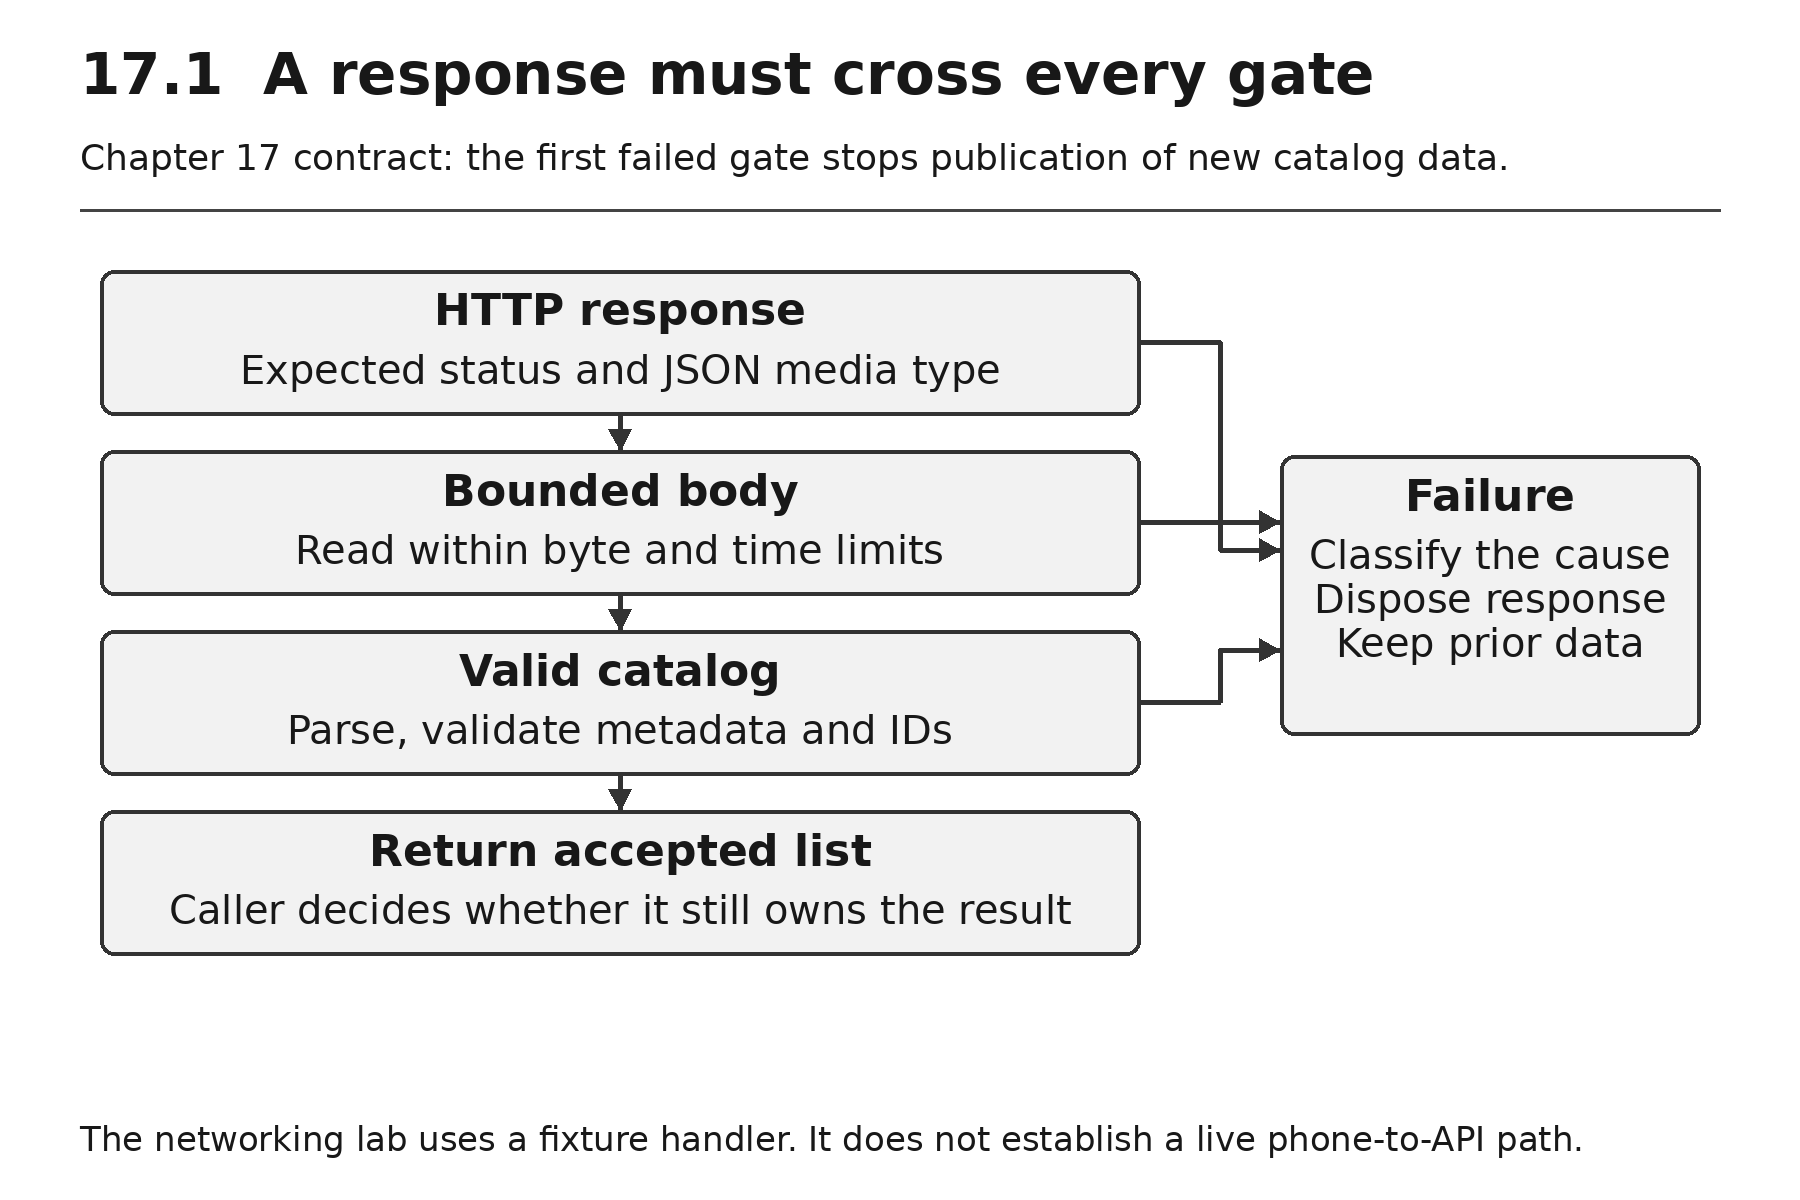 17.1  A response must cross every gate
Chapter 17 contract: the first failed gate stops publication of new catalog data.
HTTP response
Expected status and JSON media type
Bounded body
Read within byte and time limits
Valid catalog
Parse, validate metadata and IDs
Return accepted list
Caller decides whether it still owns the result
Failure
Classify the cause
Dispose response
Keep prior data
The networking lab uses a fixture handler. It does not establish a live phone-to-API path.